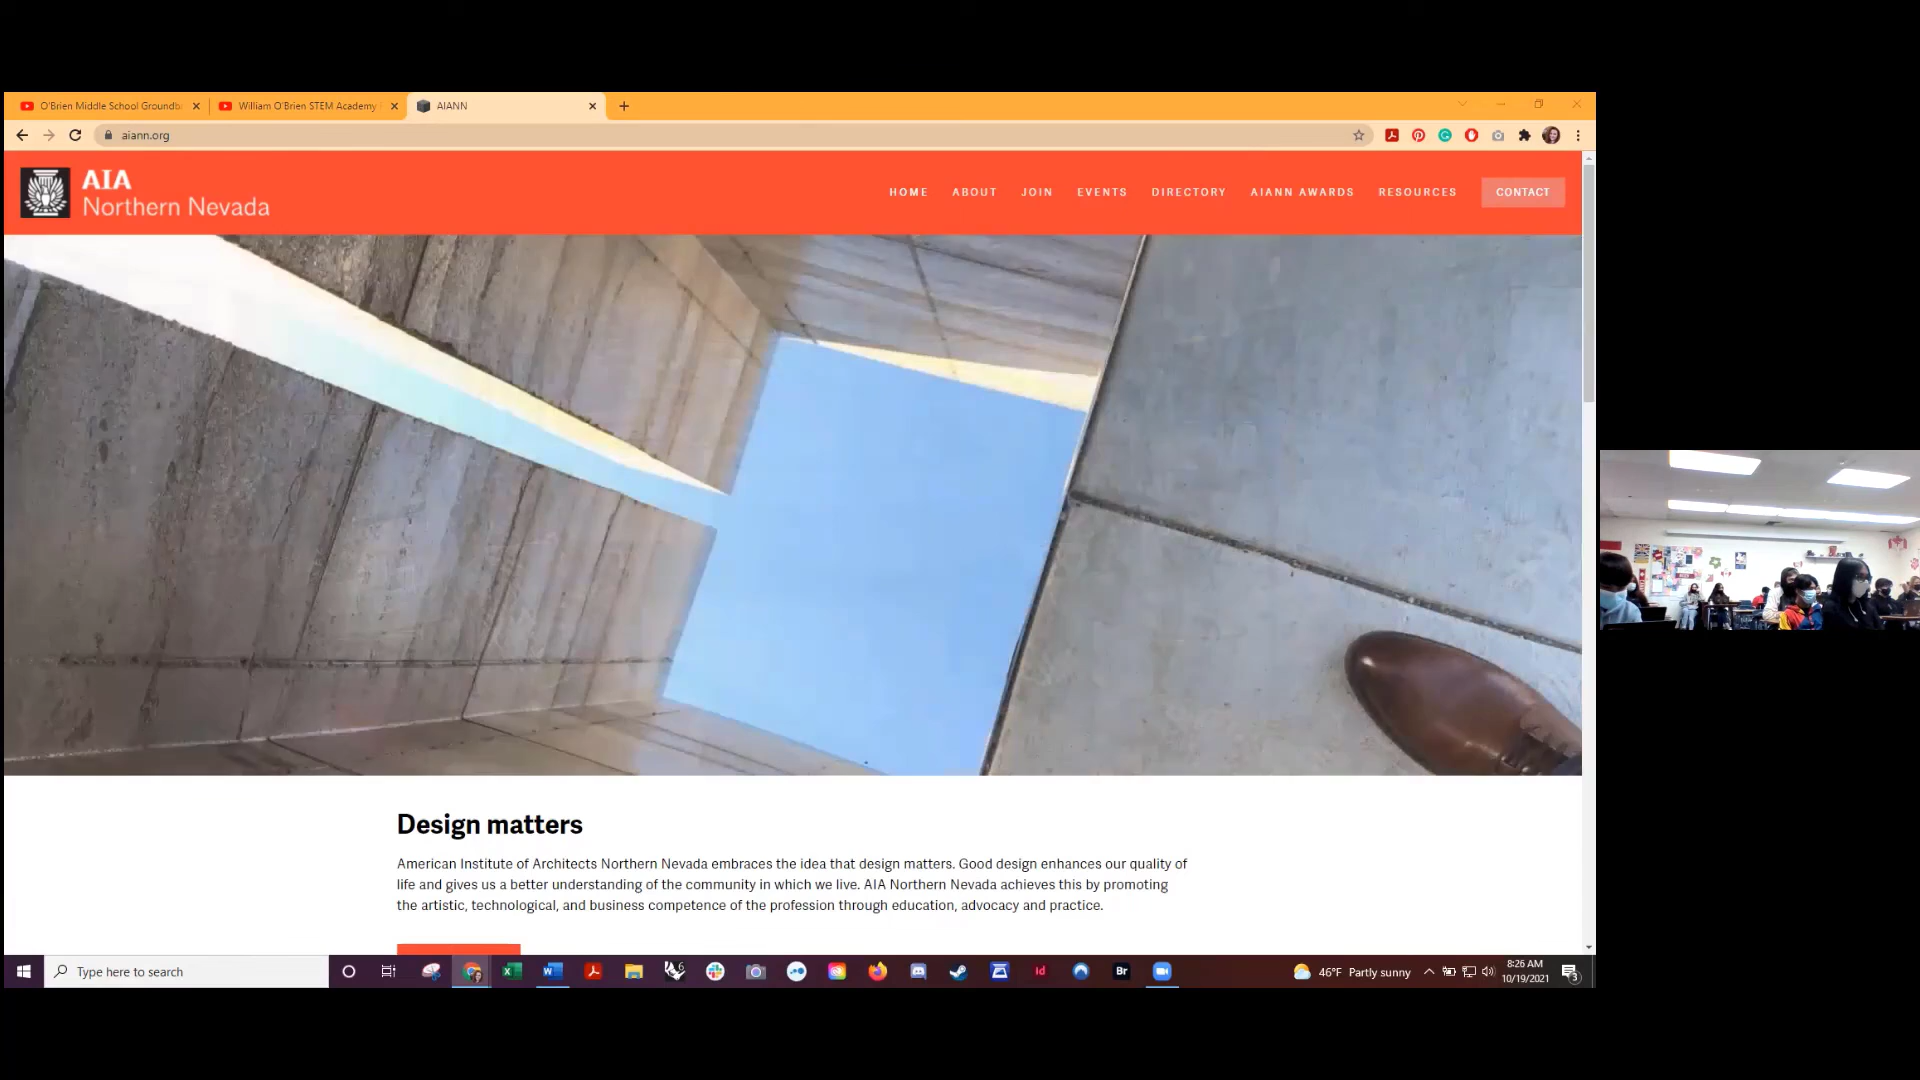 O'Brien Middle School Groundb
William O'Brien STEM Academy
AIANN
aiann.org
AIA
Northern Nevada
HOME
ABOUT
JOIN
EVENTS
DIRECTORY
AIANN AWARDS
RESOURCES
CONTACT
Design matters
American Institute of Architects Northern Nevada embraces the idea that design matters. Good design enhances our quality of
life and gives us a better understanding of the community in which we live. AIA Northern Nevada achieves this by promoting
the artistic, technological, and business competence of the profession through education, advocacy and practice.
Type here to search
Id
Br
46°F Partly sunny
8:26 AM
10/19/2021
3